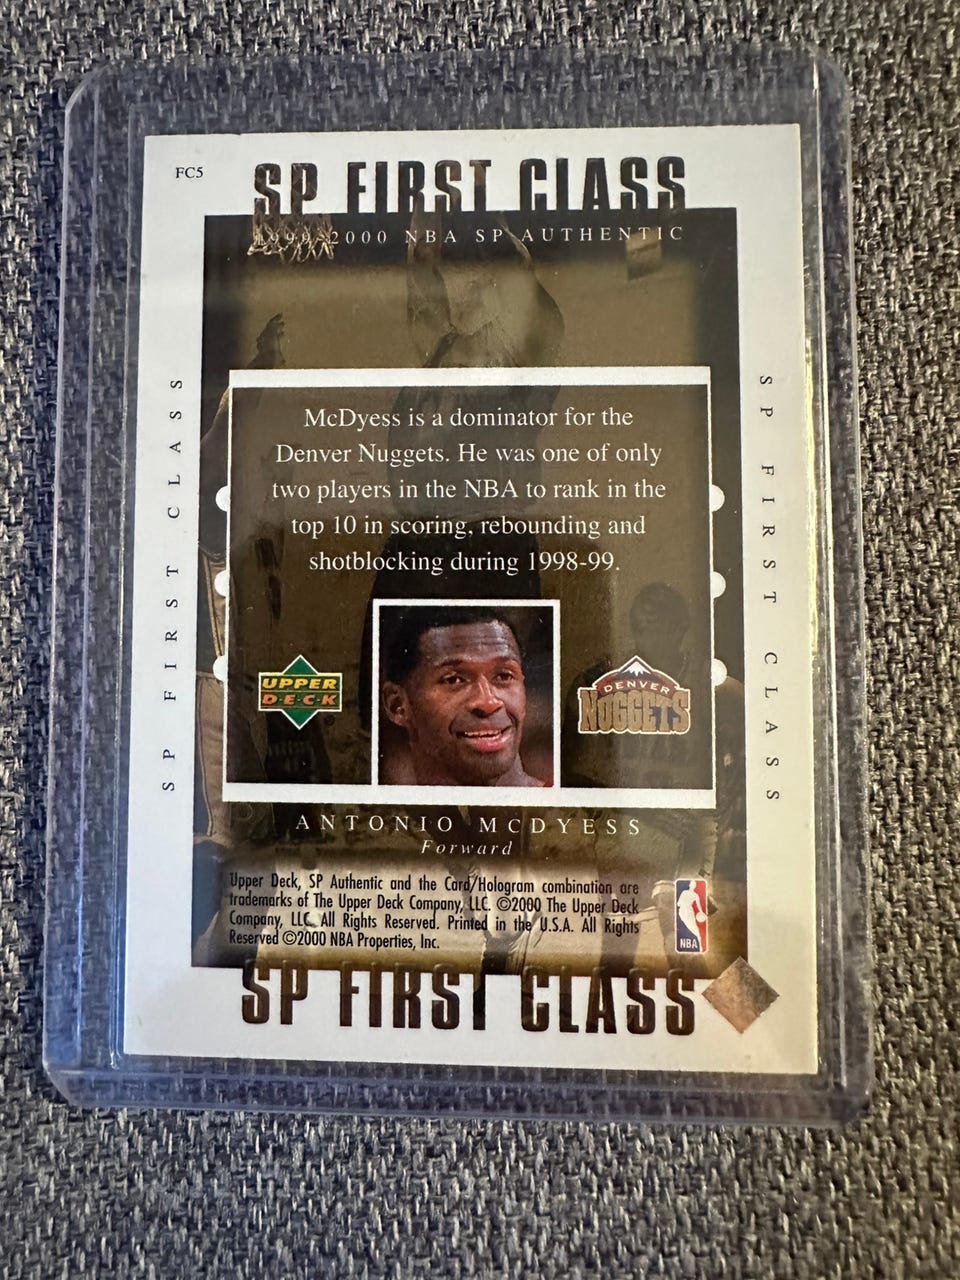 FC5
SP FIRST CLASS
1999-2000 NBA SP AUTHENTIC
SP FIRST CLASS
SP FIRST CLASS
McDyess is a dominator for the
Denver Nuggets. He was one of only
two players in the NBA to rank in the
top 10 in scoring, rebounding and
shotblocking during 1998-99.
UPPER
DECK
DENVER
NUGGETS
ANTONIO MCDYESS
Forward
Upper Deck, SP Authentic and the Card/Hologram combination are
trademarks of The Upper Deck Company, LLC. ©2000 The Upper Deck
Company, LLC. All Rights Reserved. Printed in the U.S.A. All Rights
Reserved ©2000 NBA Properties, Inc.
NBA
SP FIRST CLASS